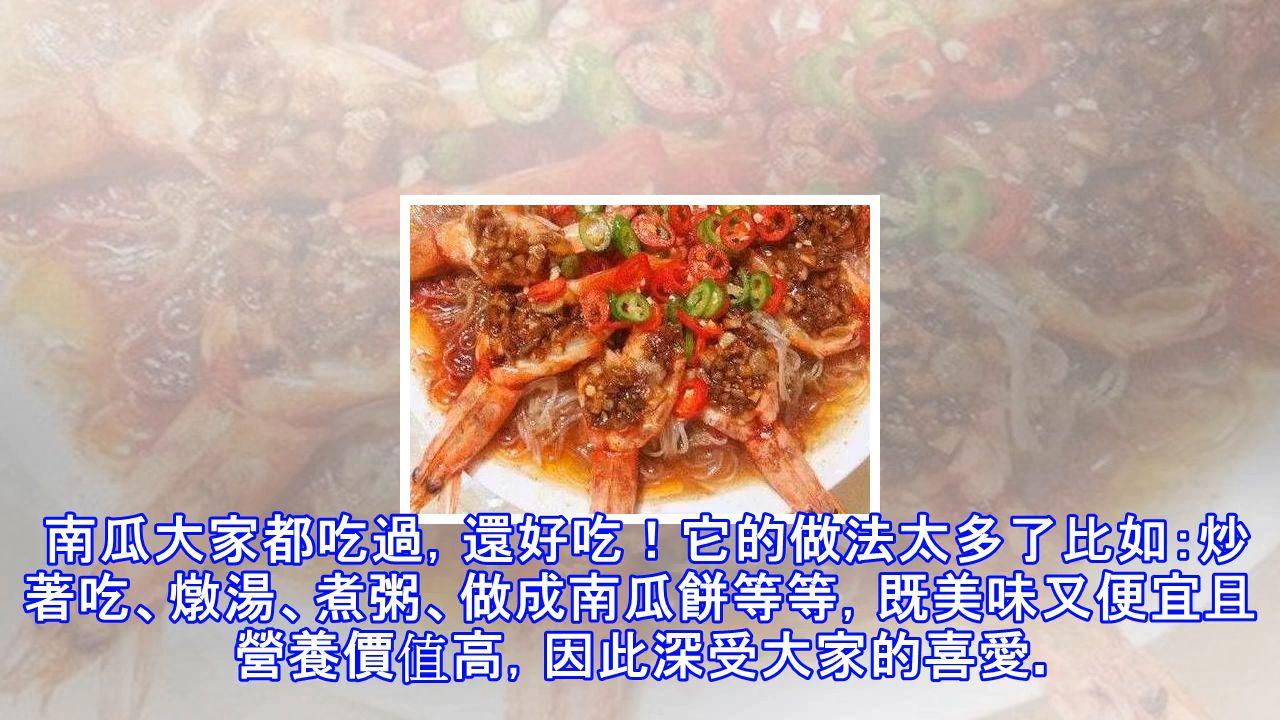 南瓜大家都吃過, 還好吃！它的做法太多了比如:炒
著吃、燉湯、煮粥、做成南瓜餅等等, 既美味又便宜且
營養價值高, 因此深受大家的喜愛.